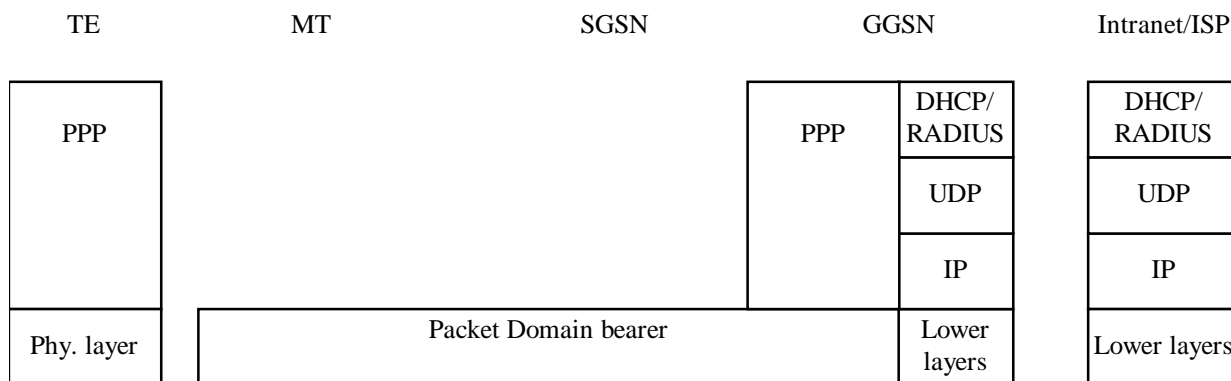 TE MT SGSN GGSN Intranet/ISP
PPP PPP DHCP/ DHCP/
RADIUS RADIUS
UDP UDP
IP IP
Phy. layer Packet Domain bearer Lower Lower layers
layers